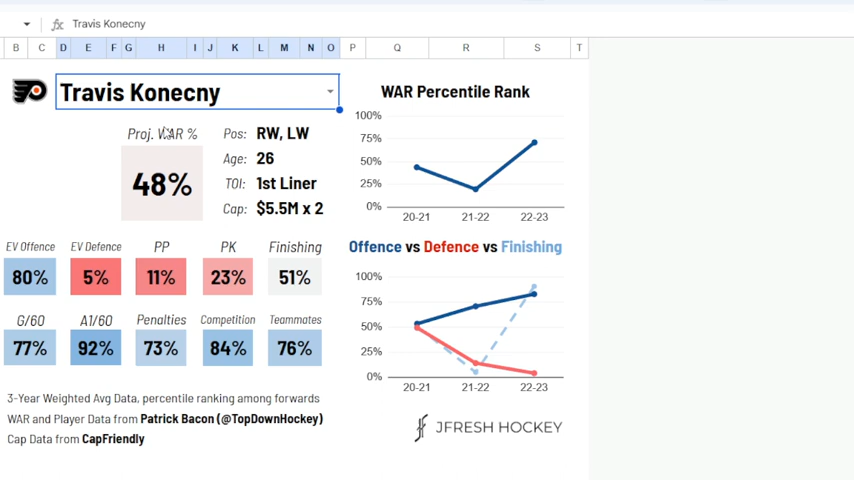 fx Travis Konecny
B C D E F G H I J K L M N O P Q R S T
Travis Konecny
Proj. WAR %
48%
Pos: RW, LW
Age: 26
TOI: 1st Liner
Cap: $5.5M x 2
EV Offence EV Defence PP PK Finishing
80% 5% 11% 23% 51%
G/60 A1/60 Penalties Competition Teammates
77% 92% 73% 84% 76%
3-Year Weighted Avg Data, percentile ranking among forwards
WAR and Player Data from Patrick Bacon (@TopDownHockey)
Cap Data from CapFriendly
WAR Percentile Rank
100%
75%
50%
25%
0%
20-21 21-22 22-23
Offence vs Defence vs Finishing
100%
75%
50%
25%
0%
20-21 21-22 22-23
JFRESH HOCKEY